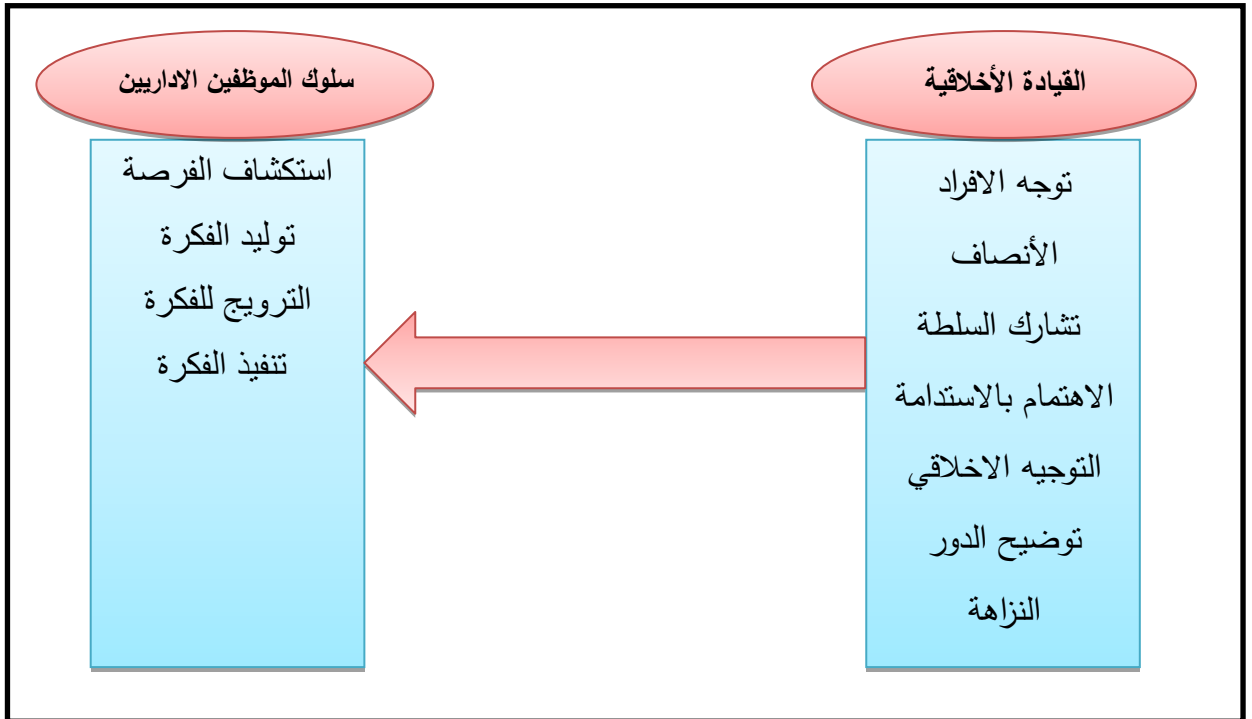 القيادة الأخلاقية
توجه الافراد
الأنصاف
تشارك السلطة
الاهتمام بالاستدامة
التوجيه الاخلاقي
توضيح الدور
النزاهة
سلوك الموظفين الاداريين
استكشاف الفرصة
توليد الفكرة
الترويج للفكرة
تنفيذ الفكرة